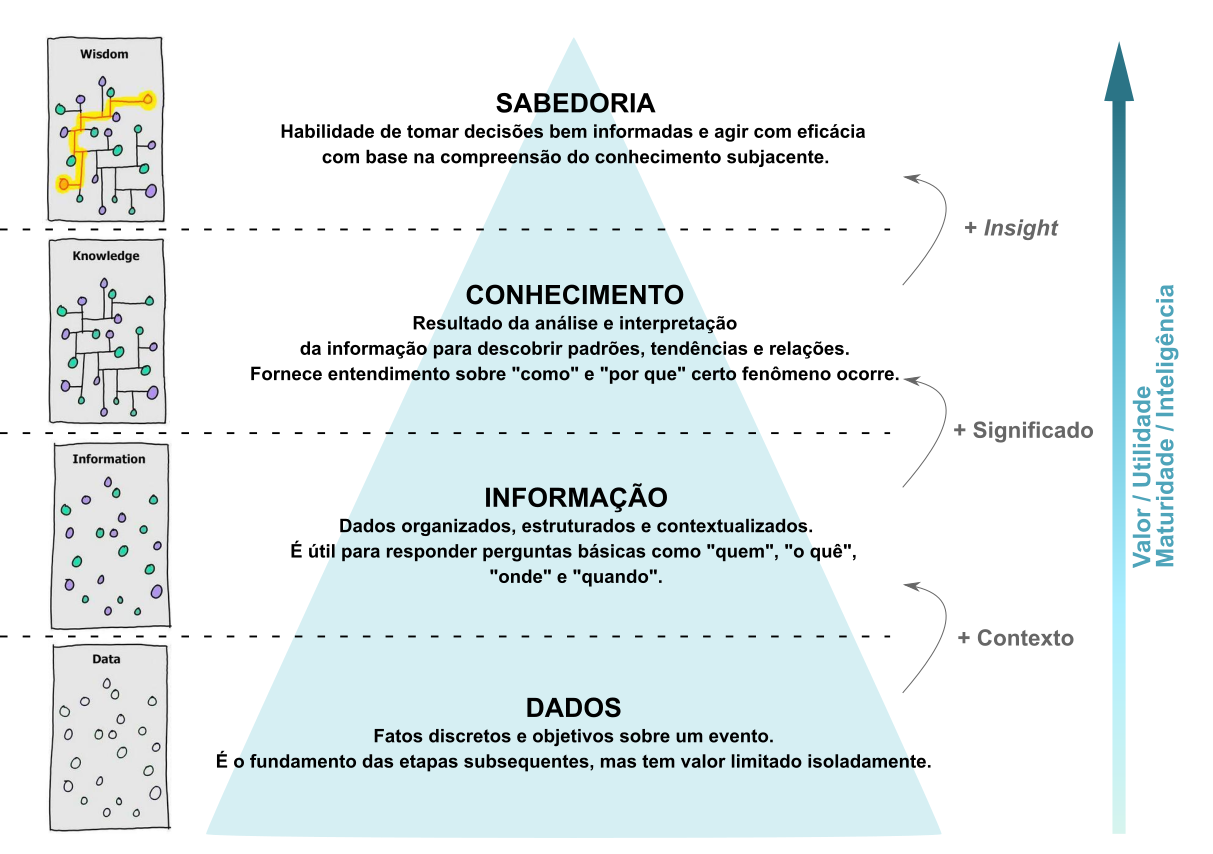 Wisdom
SABEDORIA
Habilidade de tomar decisões bem informadas e agir com eficácia
com base na compreensão do conhecimento subjacente.
+ Insight
Knowledge
CONHECIMENTO
Resultado da análise e interpretação
da informação para descobrir padrões, tendências e relações.
Fornece entendimento sobre "como" e "por que" certo fenômeno ocorre.
+ Significado
Information
INFORMAÇÃO
Dados organizados, estruturados e contextualizados.
É útil para responder perguntas básicas como "quem", "o quê",
"onde" e "quando".
+ Contexto
Data
DADOS
Fatos discretos e objetivos sobre um evento.
É o fundamento das etapas subsequentes, mas tem valor limitado isoladamente.
Valor / Utilidade
Maturidade / Inteligência